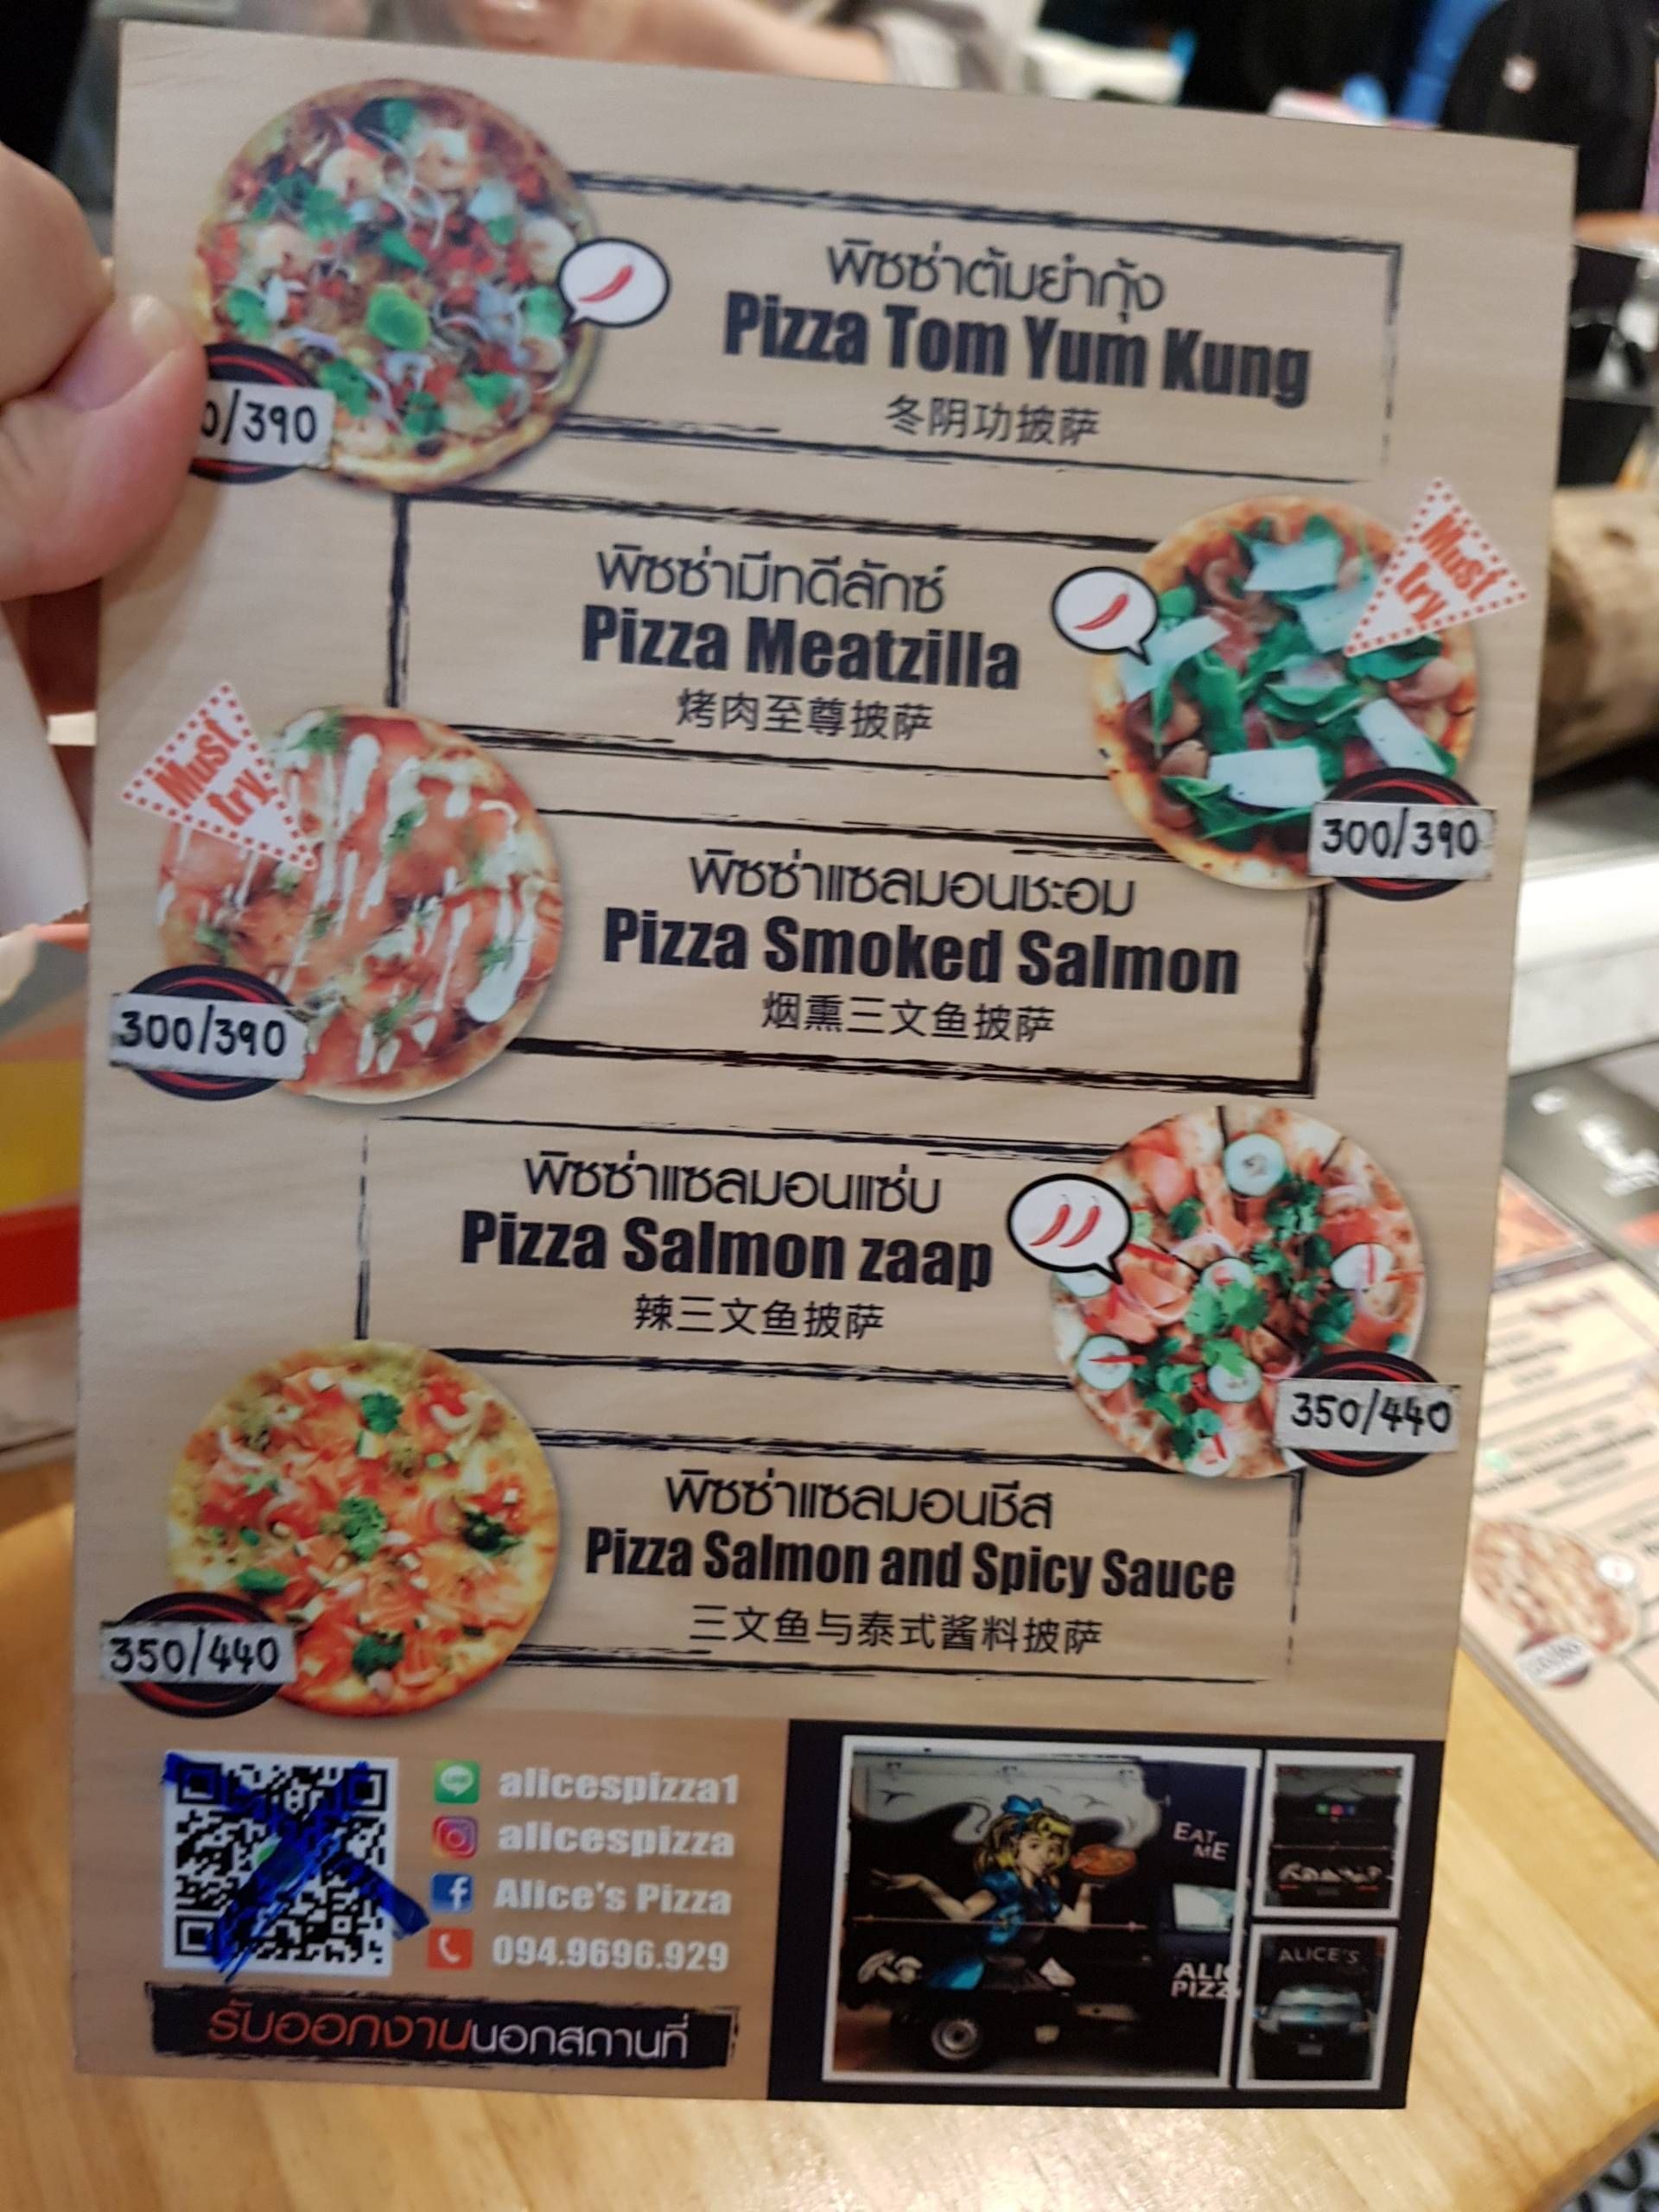 พิซซ่าต้มยำกุ้ง
Pizza Tom Yum Kung
冬阴功披萨
0/390
พิซซ่ามีทดีลักซ์
Pizza Meatzilla
烤肉至尊披萨
Must
try
300/390
Must
try
พิซซ่าแซลมอนชะอม
Pizza Smoked Salmon
烟熏三文鱼披萨
300/390
พิซซ่าแซลมอนแซ่บ
Pizza Salmon zaap
辣三文鱼披萨
350/440
พิซซ่าแซลมอนชีส
Pizza Salmon and Spicy Sauce
三文鱼与泰式酱料披萨
350/440
LINE alicespizza1
alicespizza
f Alice's Pizza
094.9696.929
รับออกงานนอกสถานที่
EAT
ME
ALIC
PIZZ
ALICE'S